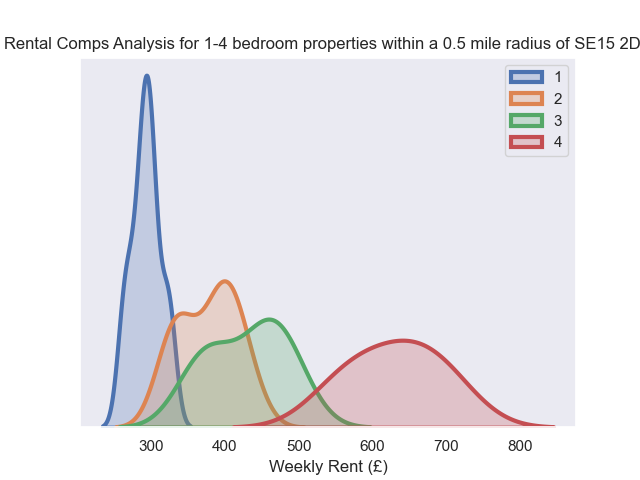 Rental Comps Analysis for 1-4 bedroom properties within a 0.5 mile radius of SE15 2D
1
2
3
4
300 400 500 600 700 800
Weekly Rent (£)